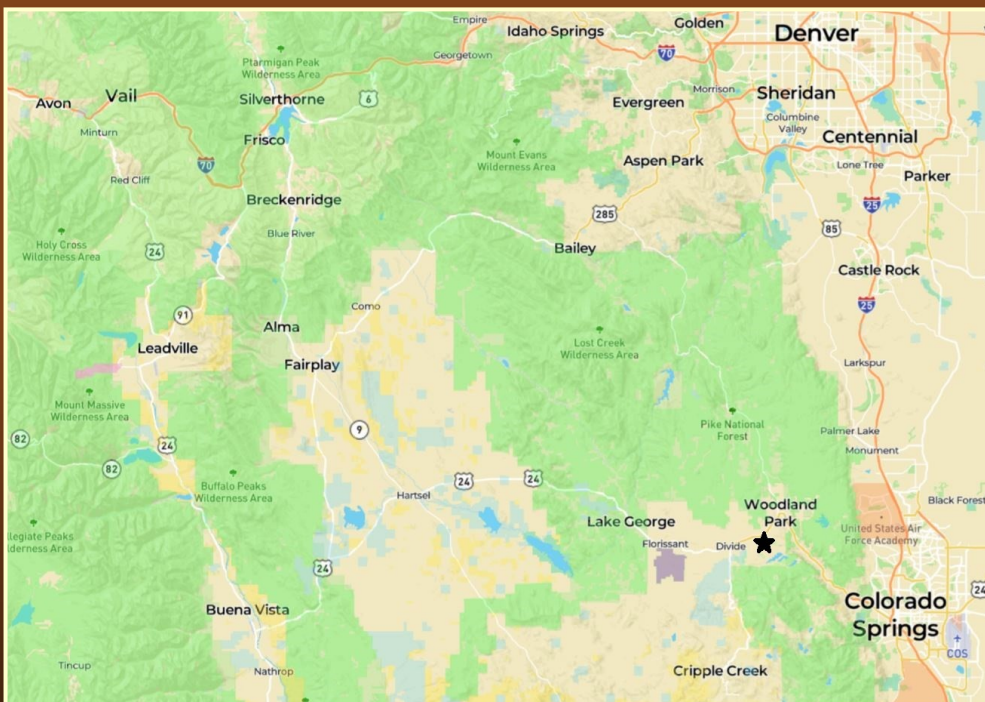 Empire
Idaho Springs
Golden
Denver
Georgetown
70
Ptarmigan Peak
Wilderness Area
Avon
Vail
Silverthorne
6
Evergreen
Morrison
Sheridan
Minturn
Columbine
Valley
Frisco
Centennial
70
Mount Evans
Wilderness Area
Aspen Park
Lone Tree
Parker
Red Cliff
Breckenridge
285
25
Blue River
85
Holy Cross
Wilderness Area
24
Bailey
Castle Rock
Como
25
91
Alma
Leadville
Fairplay
Lost Creek
Wilderness Area
Larkspur
Mount Massive
Wilderness Area
Pike National
Forest
82
9
Palmer Lake
24
Monument
82
Buffalo Peaks
Wilderness Area
24
24
Hartsel
Black Forest
Woodland
Park
Lake George
llegiate Peaks
lderness Area
United States Air
Force Academy
Florissant
Divide
24
24
Buena Vista
Colorado
Springs
COS
Tincup
Nathrop
Cripple Creek